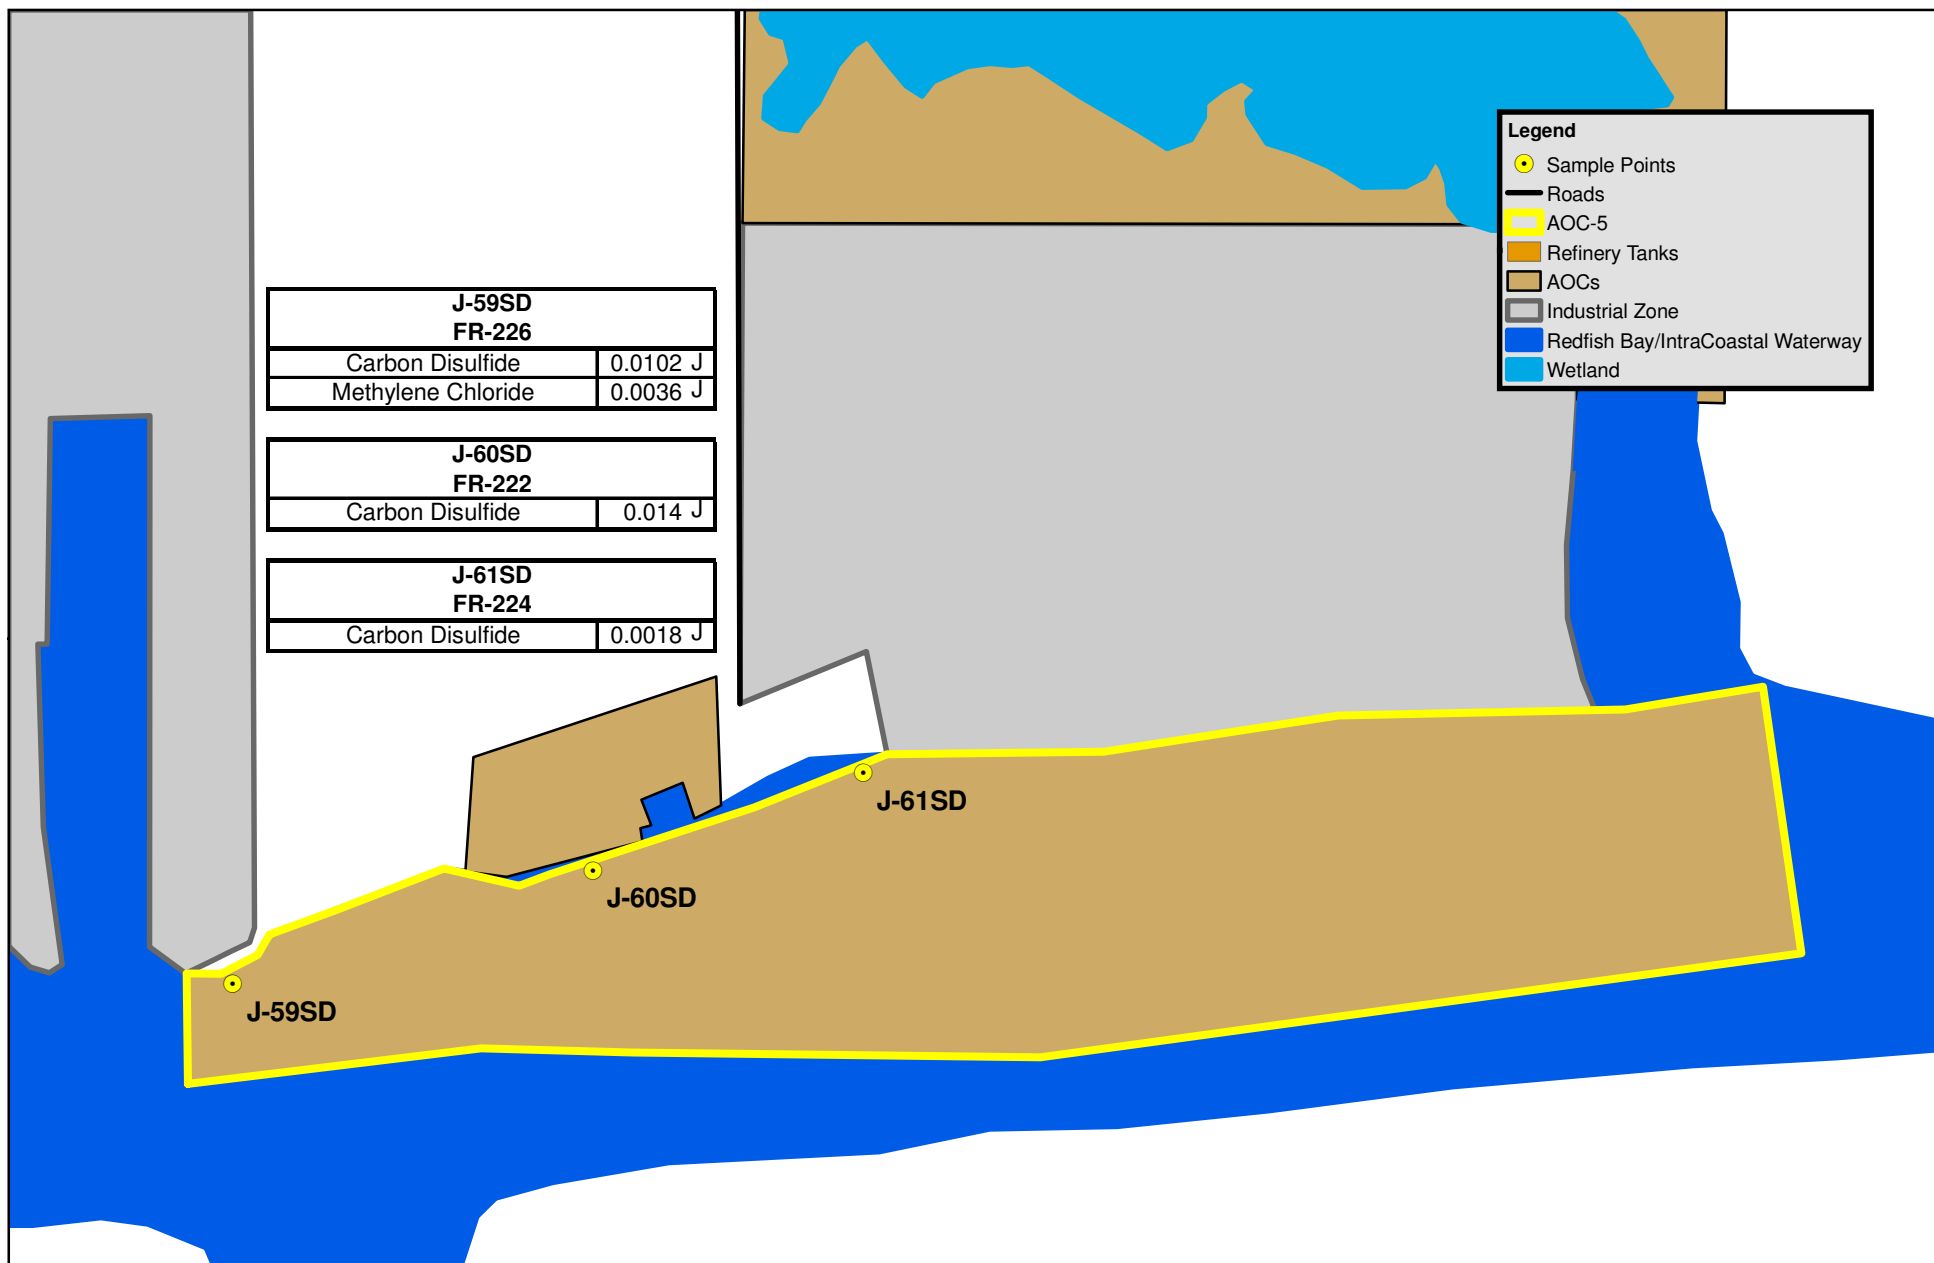 Legend
Sample Points
Roads
AOC-5
Refinery Tanks
AOCs
Industrial Zone
Redfish Bay/IntraCoastal Waterway
Wetland
J-59SD
FR-226
Carbon Disulfide 0.0102 J
Methylene Chloride 0.0036 J
J-60SD
FR-222
Carbon Disulfide 0.014 J
J-61SD
FR-224
Carbon Disulfide 0.0018 J
J-61SD
J-60SD
J-59SD